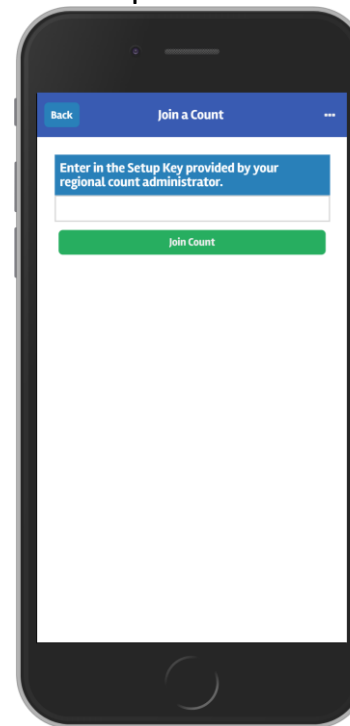 Back
Join a Count
•••
Enter in the Setup Key provided by your
regional count administrator.
Join Count